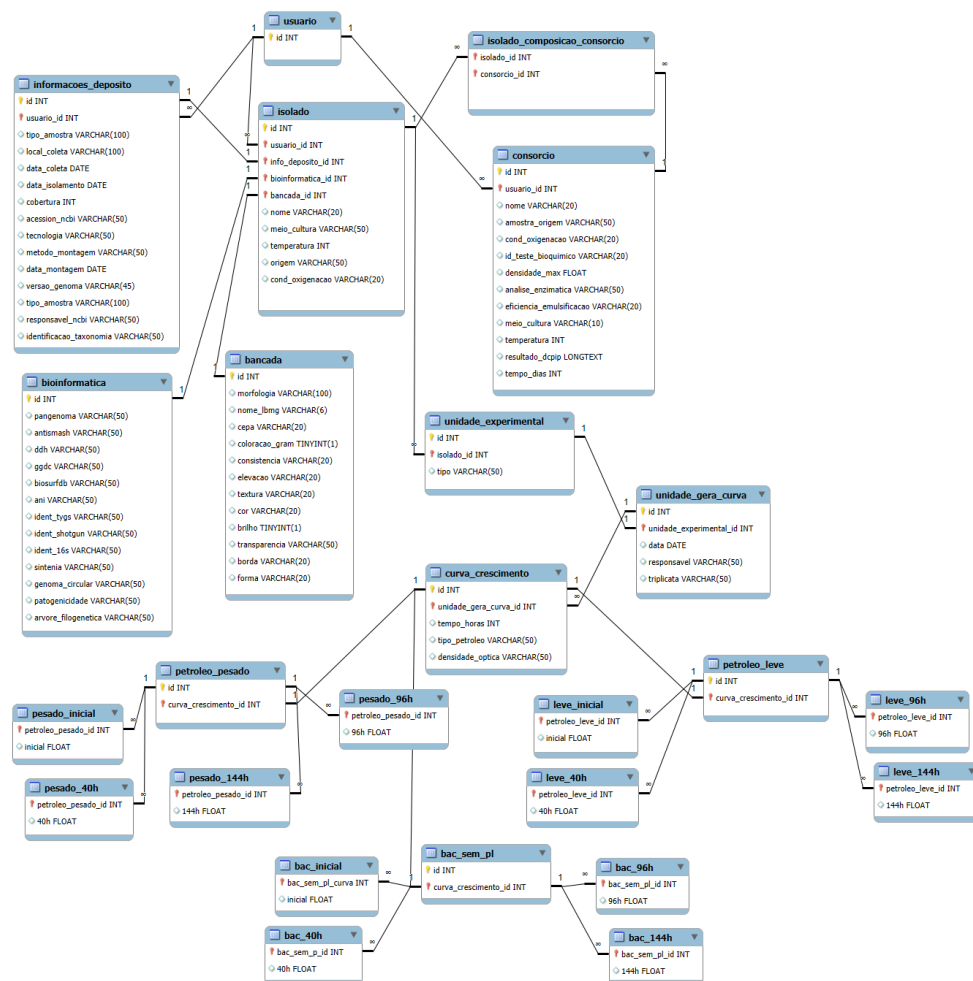 usuario
id INT
isolado_composicao_consorcio
isolado_id INT
consorcio_id INT
informacoes_deposito
id INT
usuario_id INT
tipo_amostra VARCHAR(100)
local_coleta VARCHAR(100)
data_coleta DATE
data_isolamento DATE
cobertura INT
acession_ncbi VARCHAR(50)
tecnologia VARCHAR(50)
metodo_montagem VARCHAR(50)
data_montagem DATE
versao_genoma VARCHAR(45)
tipo_amostra VARCHAR(100)
responsavel_ncbi VARCHAR(50)
identificacao_taxonomia VARCHAR(50)
isolado
id INT
usuario_id INT
info_deposito_id INT
bioinformatica_id INT
bancada_id INT
nome VARCHAR(20)
meio_cultura VARCHAR(50)
temperatura INT
origem VARCHAR(50)
cond_oxigenacao VARCHAR(20)
consorcio
id INT
usuario_id INT
nome VARCHAR(20)
amostra_origem VARCHAR(50)
cond_oxigenacao VARCHAR(20)
id_teste_bioquimico VARCHAR(20)
densidade_max FLOAT
analise_enzimatica VARCHAR(50)
eficiencia_emulsificacao VARCHAR(20)
meio_cultura VARCHAR(10)
temperatura INT
resultado_dcpip LONGTEXT
tempo_dias INT
bioinformatica
id INT
pangenoma VARCHAR(50)
antismash VARCHAR(50)
ddh VARCHAR(50)
ggdc VARCHAR(50)
biosurfdb VARCHAR(50)
ani VARCHAR(50)
ident_tygs VARCHAR(50)
ident_shotgun VARCHAR(50)
ident_16s VARCHAR(50)
sintenia VARCHAR(50)
genoma_circular VARCHAR(50)
patogenicidade VARCHAR(50)
arvore_filogenetica VARCHAR(50)
bancada
id INT
morfologia VARCHAR(100)
nome_lbmg VARCHAR(6)
cepa VARCHAR(20)
coloracao_gram TINYINT(1)
consistencia VARCHAR(20)
elevacao VARCHAR(20)
textura VARCHAR(20)
cor VARCHAR(20)
brilho TINYINT(1)
transparencia VARCHAR(50)
borda VARCHAR(20)
forma VARCHAR(20)
unidade_experimental
id INT
isolado_id INT
tipo VARCHAR(50)
unidade_gera_curva
id INT
unidade_experimental_id INT
data DATE
responsavel VARCHAR(50)
triplicata VARCHAR(50)
curva_crescimento
id INT
unidade_gera_curva_id INT
tempo_horas INT
tipo_petroleo VARCHAR(50)
densidade_optica VARCHAR(50)
petroleo_pesado
id INT
curva_crescimento_id INT
petroleo_leve
id INT
curva_crescimento_id INT
pesado_inicial
petroleo_pesado_id INT
inicial FLOAT
pesado_96h
petroleo_pesado_id INT
96h FLOAT
leve_inicial
petroleo_leve_id INT
inicial FLOAT
leve_96h
petroleo_leve_id INT
96h FLOAT
pesado_40h
petroleo_pesado_id INT
40h FLOAT
pesado_144h
petroleo_pesado_id INT
144h FLOAT
leve_40h
petroleo_leve_id INT
40h FLOAT
leve_144h
petroleo_leve_id INT
144h FLOAT
bac_inicial
bac_sem_pl_curva INT
inicial FLOAT
bac_sem_pl
id INT
curva_crescimento_id INT
bac_96h
bac_sem_pl_id INT
96h FLOAT
bac_40h
bac_sem_p_id INT
40h FLOAT
bac_144h
bac_sem_pl_id INT
144h FLOAT